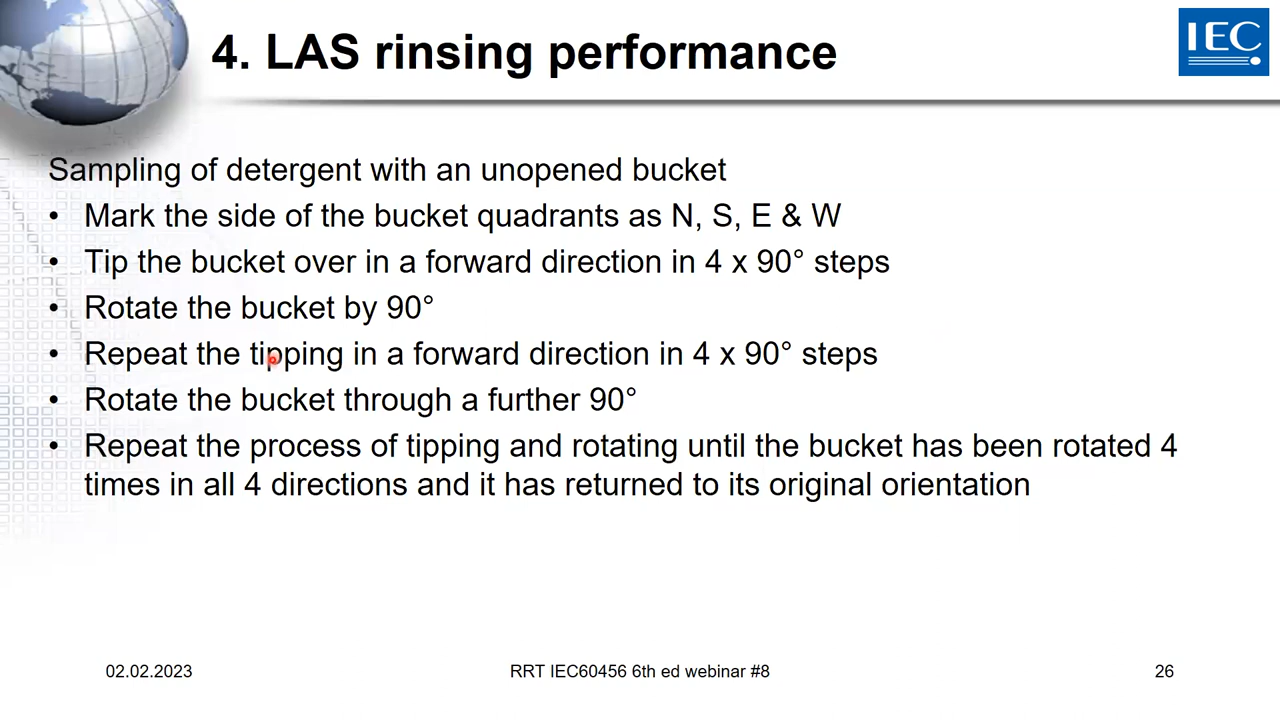 4. LAS rinsing performance
IEC
Sampling of detergent with an unopened bucket
• Mark the side of the bucket quadrants as N, S, E & W
• Tip the bucket over in a forward direction in 4 x 90° steps
• Rotate the bucket by 90°
• Repeat the tipping in a forward direction in 4 x 90° steps
• Rotate the bucket through a further 90°
• Repeat the process of tipping and rotating until the bucket has been rotated 4
times in all 4 directions and it has returned to its original orientation
02.02.2023
RRT IEC60456 6th ed webinar #8
26